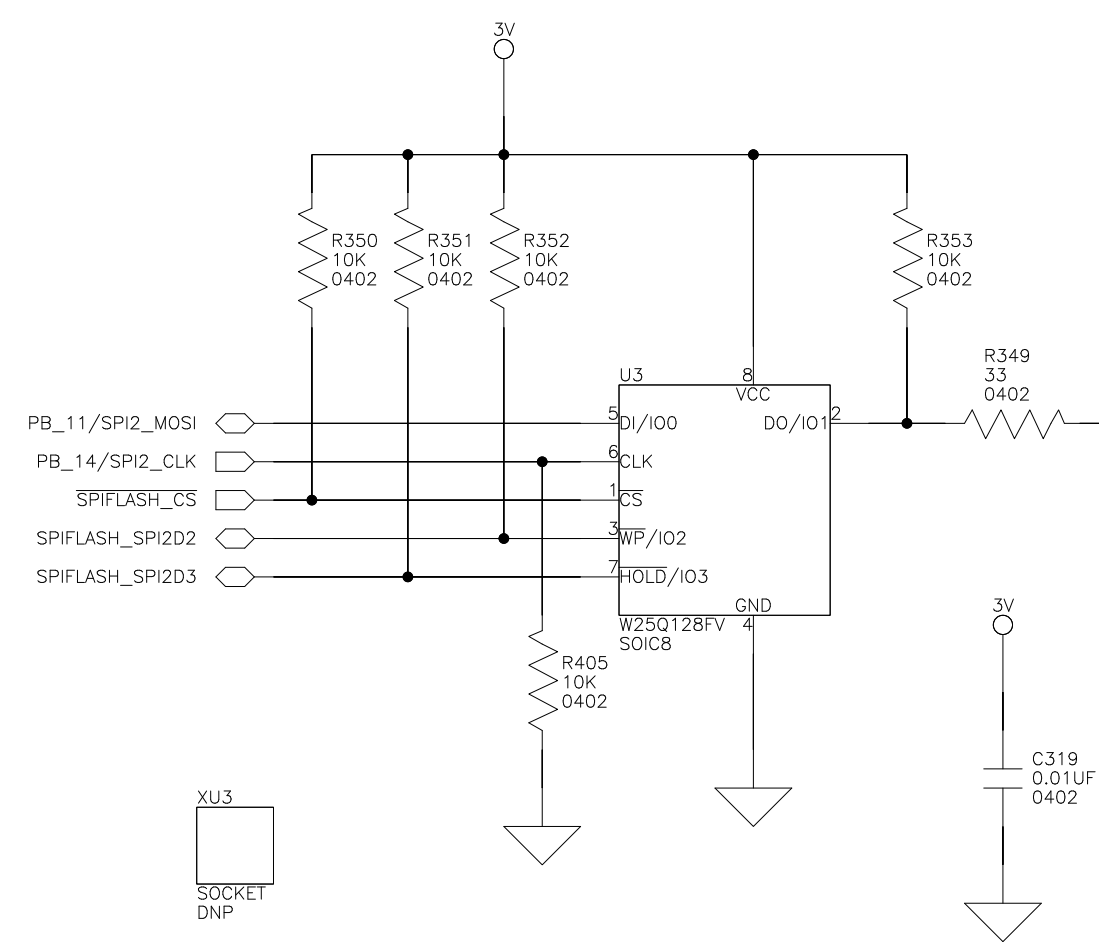 3V
R350
10K
0402
R351
10K
0402
R352
10K
0402
R353
10K
0402
R349
33
0402
U3
8
VCC
PB_11/SPI2_MOSI
5
DI/IO0
DO/IO1
2
PB_14/SPI2_CLK
6
CLK
SPIFLASH_CS
1
CS
SPIFLASH_SPI2D2
3
WP/IO2
SPIFLASH_SPI2D3
7
HOLD/IO3
GND
4
W25Q128FV
SOIC8
3V
R405
10K
0402
C319
0.01UF
0402
XU3
SOCKET
DNP